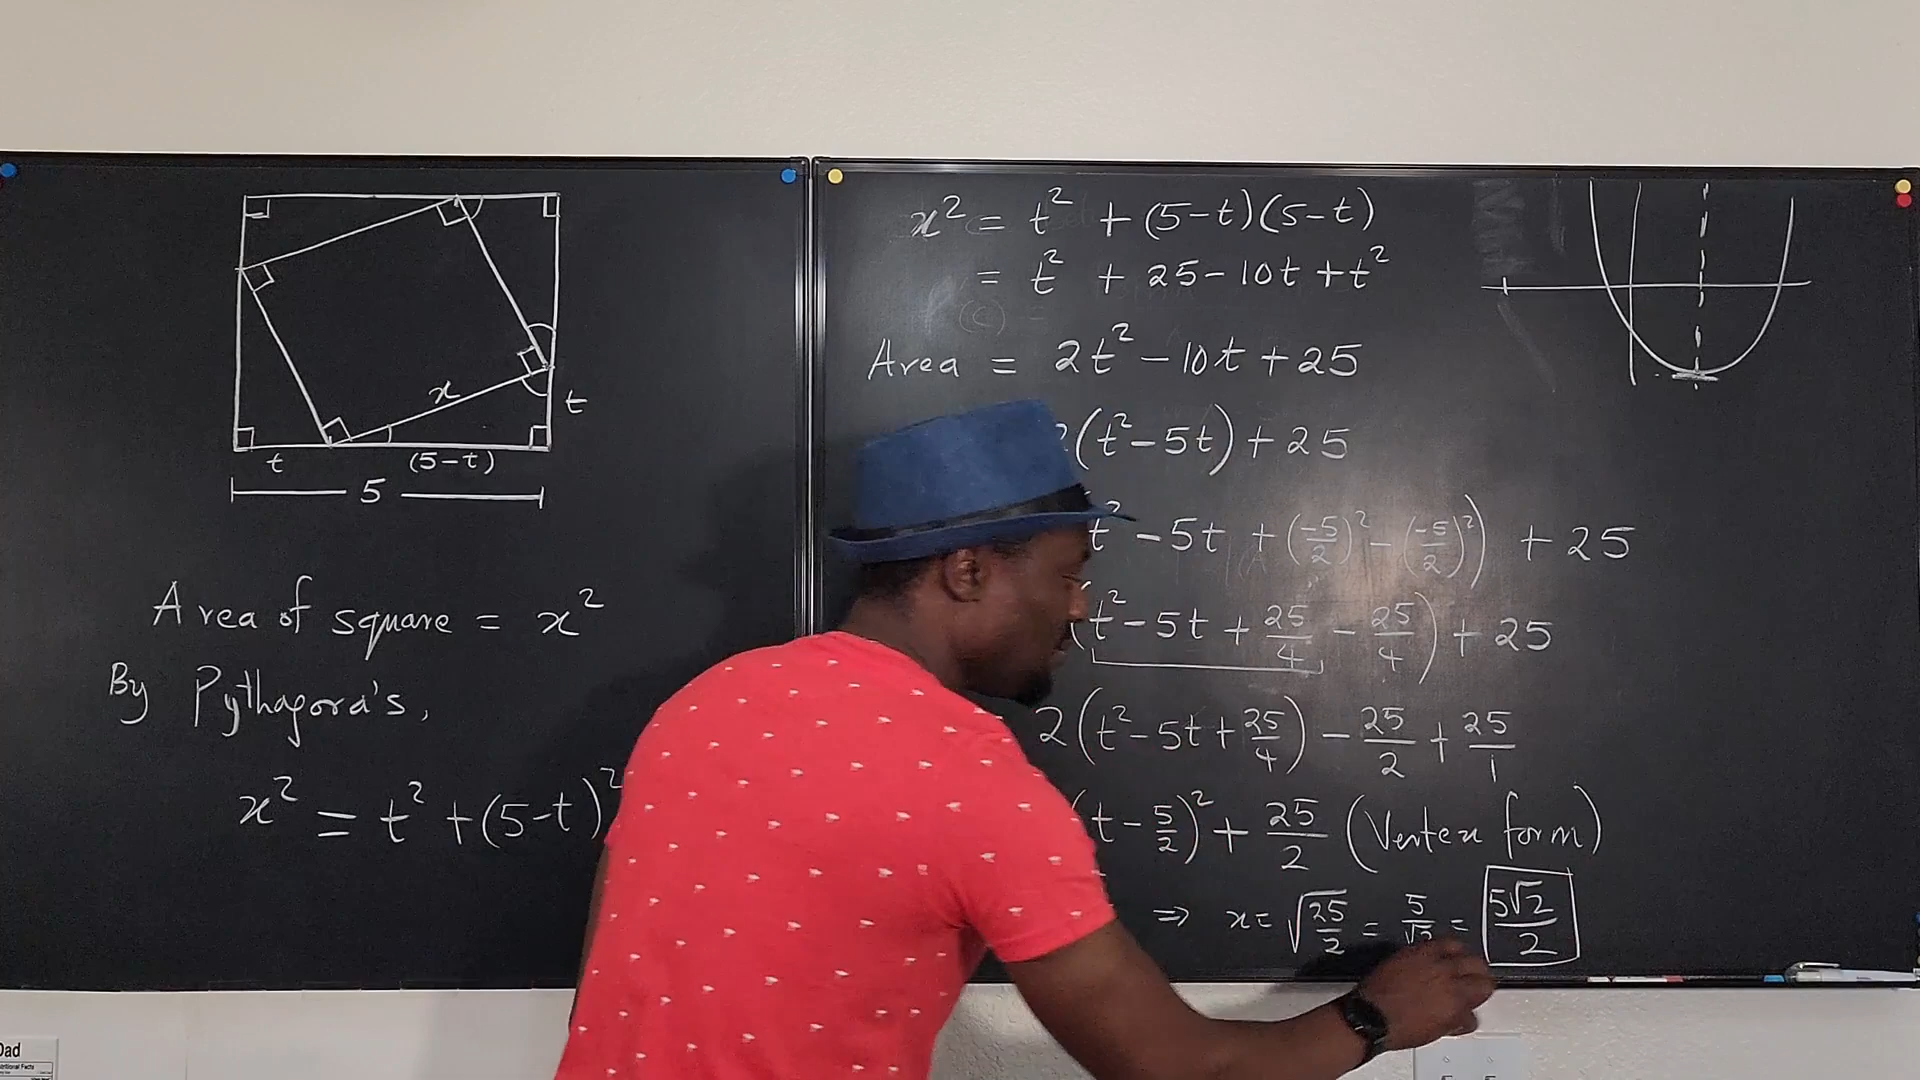 x
t
t (5-t)
5
Area of square = x²
By Pythagora's,
x² = t² + (5-t)²
x² = t² + (5-t)(5-t)
= t² + 25 - 10t + t²
Area = 2t² - 10t + 25
2(t² - 5t) + 25
t² - 5t + (-5/2)² - (-5/2)²) + 25
(t² - 5t + 25/4 - 25/4) + 25
2(t² - 5t + 25/4) - 25/2 + 25/1
(t - 5/2)² + 25/2 (Vertex form)
⇒ x = √(25/2) = 5/√2 = 5√2/2
Dad